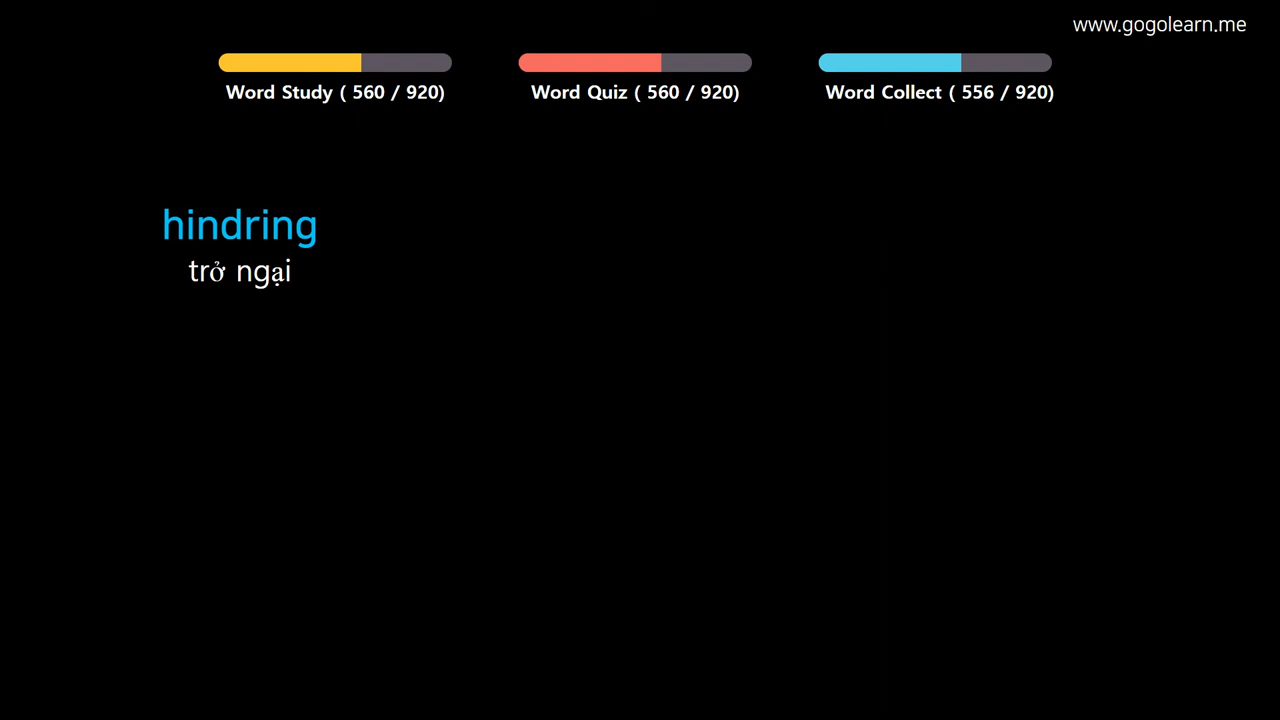 www.gogolearn.me
Word Study ( 560 / 920)
Word Quiz ( 560 / 920)
Word Collect ( 556 / 920)
hindring
trở ngại